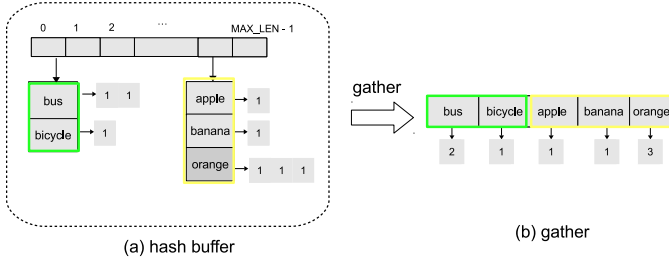 0 1 2 ... MAX_LEN - 1
bus 1 1
bicycle 1
apple 1
banana 1
orange 1 1 1
(a) hash buffer
gather
bus bicycle apple banana orange
2 1 1 1 3
(b) gather